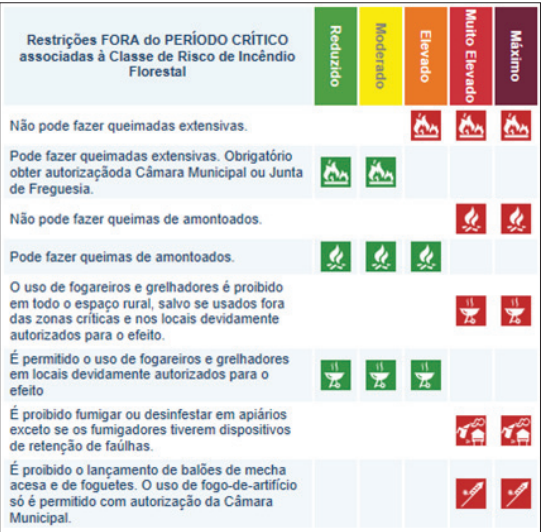 Restrições FORA do PERÍODO CRÍTICO
associadas à Classe de Risco de Incêndio
Florestal
Reduzido
Moderado
Elevado
Muito Elevado
Máximo
Não pode fazer queimadas extensivas.
Pode fazer queimadas extensivas. Obrigatório
obter autorizaçãoda Câmara Municipal ou Junta
de Freguesia.
Não pode fazer queimas de amontoados.
Pode fazer queimas de amontoados.
O uso de fogareiros e grelhadores é proibido
em todo o espaço rural, salvo se usados fora
das zonas críticas e nos locais devidamente
autorizados para o efeito.
É permitido o uso de fogareiros e grelhadores
em locais devidamente autorizados para o
efeito
É proibido fumigar ou desinfestar em apiários
exceto se os fumigadores tiverem dispositivos
de retenção de faúlhas.
É proibido o lançamento de balões de mecha
acesa e de foguetes. O uso de fogo-de-artifício
só é permitido com autorização da Câmara
Municipal.